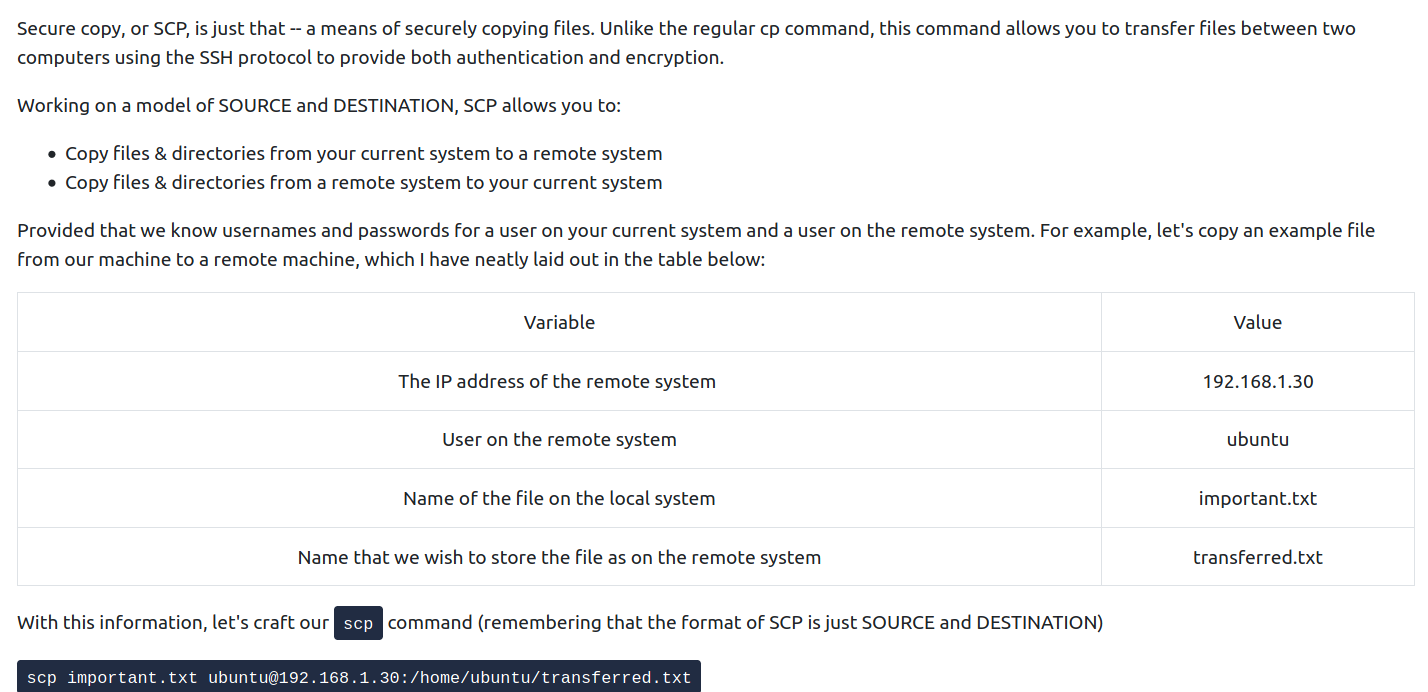 Secure copy, or SCP, is just that -- a means of securely copying files. Unlike the regular cp command, this command allows you to transfer files between two
computers using the SSH protocol to provide both authentication and encryption.
Working on a model of SOURCE and DESTINATION, SCP allows you to:
• Copy files & directories from your current system to a remote system
• Copy files & directories from a remote system to your current system
Provided that we know usernames and passwords for a user on your current system and a user on the remote system. For example, let's copy an example file
from our machine to a remote machine, which I have neatly laid out in the table below:
Variable Value
The IP address of the remote system 192.168.1.30
User on the remote system ubuntu
Name of the file on the local system important.txt
Name that we wish to store the file as on the remote system transferred.txt
With this information, let's craft our scp command (remembering that the format of SCP is just SOURCE and DESTINATION)
scp important.txt ubuntu@192.168.1.30:/home/ubuntu/transferred.txt